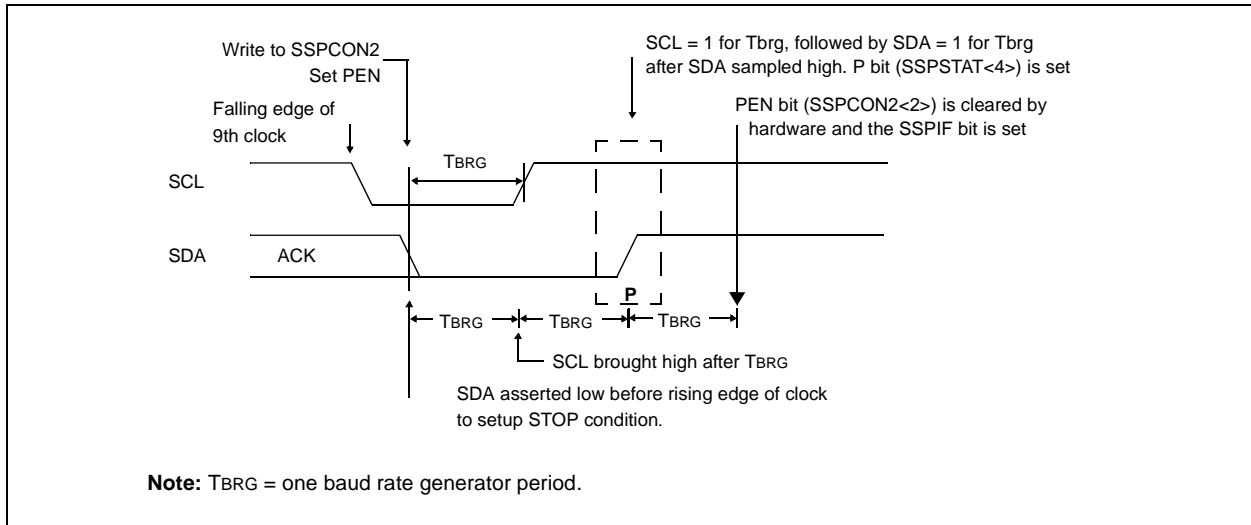 Write to SSPCON2
Set PEN
SCL = 1 for Tbrg, followed by SDA = 1 for Tbrg
after SDA sampled high. P bit (SSPSTAT<4>) is set
Falling edge of
9th clock
PEN bit (SSPCON2<2>) is cleared by
hardware and the SSPIF bit is set
TBRG
SCL
SDA
ACK
P
TBRG
TBRG
TBRG
SCL brought high after TBRG
SDA asserted low before rising edge of clock
to setup STOP condition.
Note: TBRG = one baud rate generator period.